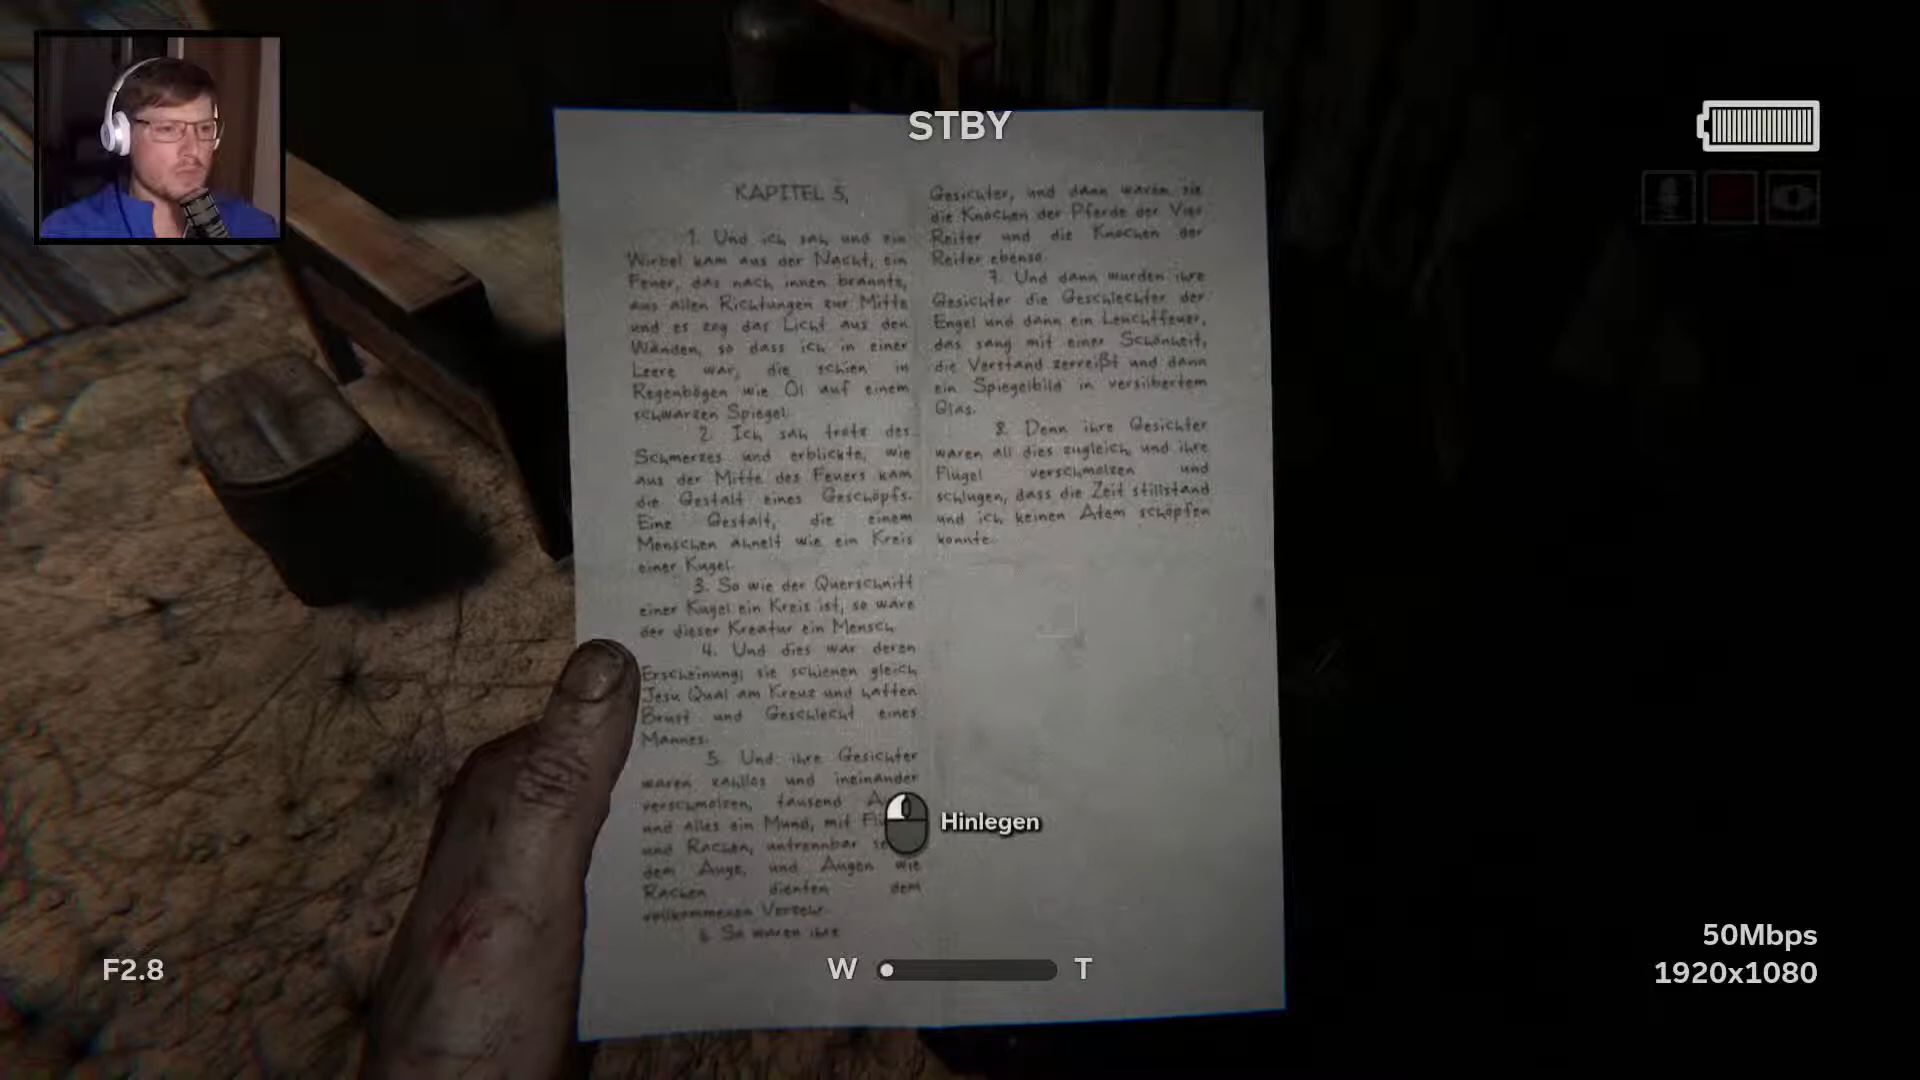 STBY
KAPITEL 5,
1. Und ich sah und ein
Wirbel kam aus der Nacht, ein
Feuer, das nach innen brannte,
aus allen Richtungen zur Mitte
und es zog das Licht aus den
Wänden, so dass ich in einer
Leere war, die schien in
Regenbögen wie Öl auf einem
schwarzen Spiegel.
2. Ich sah trotz des
Schmerzes und erblickte, wie
aus der Mitte des Feuers kam
die Gestalt eines Geschöpfs.
Eine Gestalt, die einem
Menschen ähnelt wie ein Kreis
einer Kugel.
3. So wie der Querschnitt
einer Kugel ein Kreis ist, so wäre
der dieser Kreatur ein Mensch.
4. Und dies war deren
Erscheinung; sie schienen gleich
Jesu Qual am Kreuz und hatten
Brust und Geschlecht eines
Mannes.
5. Und ihre Gesichter
waren zahllos und ineinander
verschmolzen, tausend
und alles ein Mund, mit
und Rachen, untrennbar
dem Auge, und Augen wie
Rachen dienten dem
vollkommenen Verzehr.
6. So waren ihre
Gesichter, und dann waren sie
die Knochen der Pferde der Vier
Reiter und die Knochen der
Reiter ebenso.
7. Und dann wurden ihre
Gesichter die Geschlechter der
Engel und dann ein Leuchtfeuer,
das sang mit einer Schönheit,
die Verstand zerreißt und dann
ein Spiegelbild in versilbertem
Glas.
8. Denn ihre Gesichter
waren all dies zugleich, und ihre
Flügel verschmolzen und
schlugen, dass die Zeit stillstand
und ich keinen Atem schöpfen
konnte.
Hinlegen
F2.8
W T
50Mbps
1920x1080